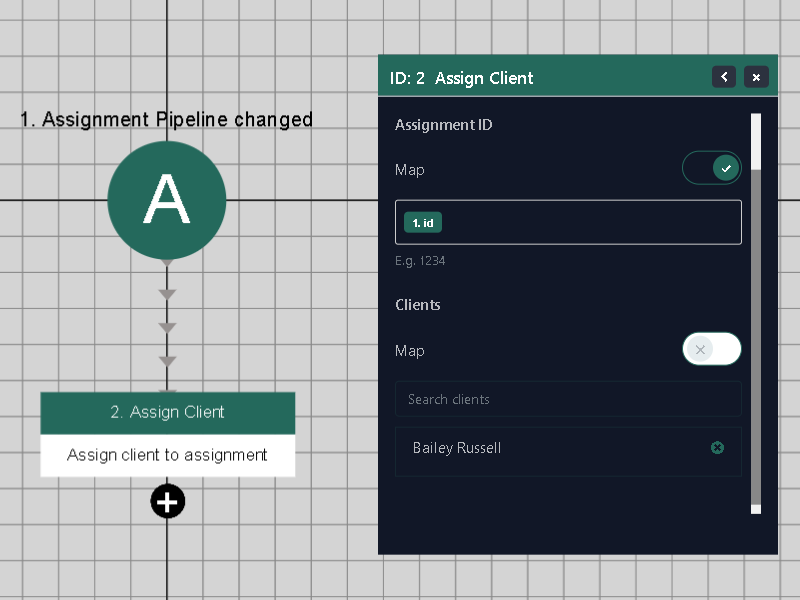 1. Assignment Pipeline changed
A
2. Assign Client
Assign client to assignment
ID: 2 Assign Client
Assignment ID
Map
1. id
E.g. 1234
Clients
Map
Search clients
Bailey Russell